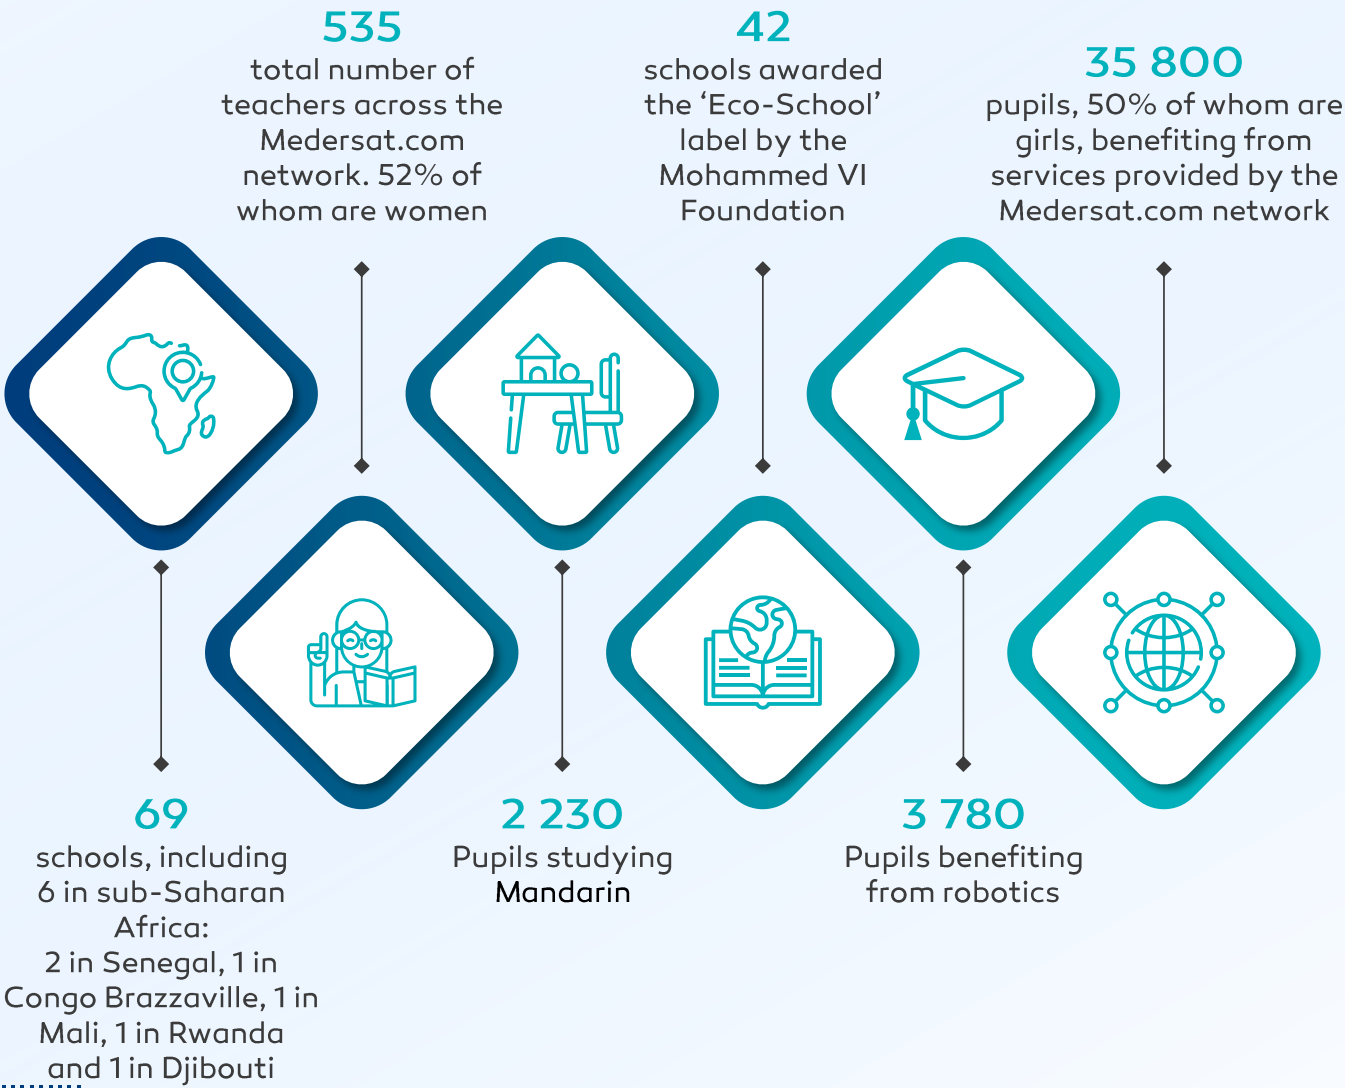 535
total number of
teachers across the
Medersat.com
network. 52% of
whom are women
42
schools awarded
the ‘Eco-School’
label by the
Mohammed VI
Foundation
35 800
pupils, 50% of whom are
girls, benefiting from
services provided by the
Medersat.com network
69
schools, including
6 in sub-Saharan
Africa:
2 in Senegal, 1 in
Congo Brazzaville, 1 in
Mali, 1 in Rwanda
and 1 in Djibouti
2 230
Pupils studying
Mandarin
3 780
Pupils benefiting
from robotics